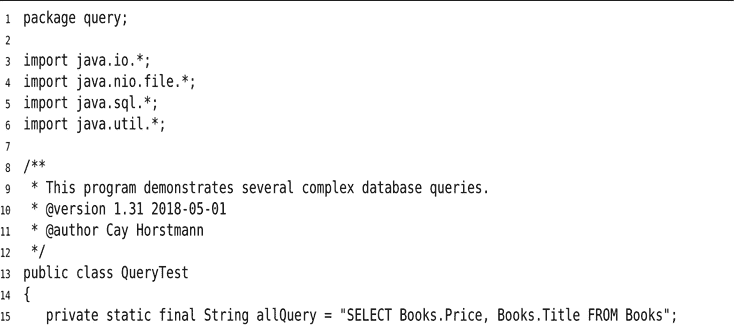 1 package query;
2
3 import java.io.*;
4 import java.nio.file.*;
5 import java.sql.*;
6 import java.util.*;
7
8 /**
9  * This program demonstrates several complex database queries.
10  * @version 1.31 2018-05-01
11  * @author Cay Horstmann
12  */
13 public class QueryTest
14 {
15    private static final String allQuery = "SELECT Books.Price, Books.Title FROM Books";